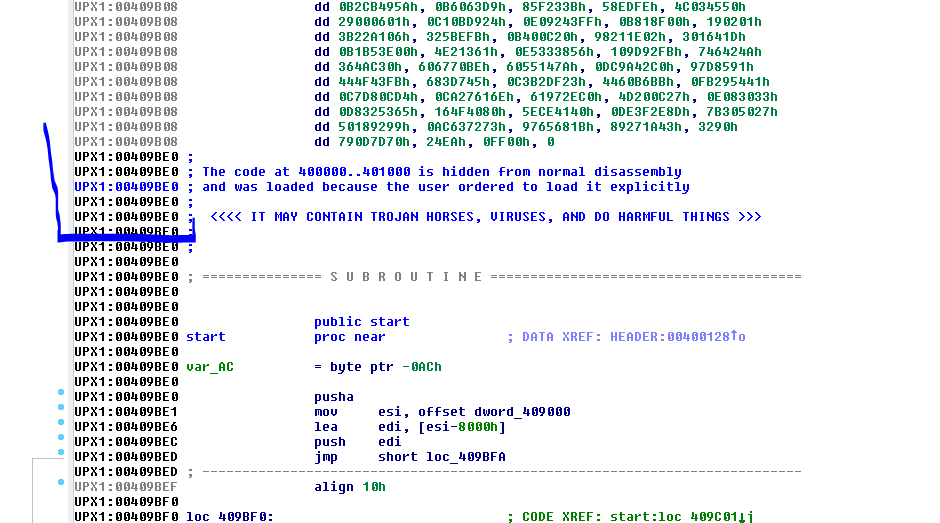 UPX1:00409B08 dd 0B2CB495Ah, 0B6063D9h, 85F233Bh, 58EDFEh, 4C034550h
UPX1:00409B08 dd 29000601h, 0C10BD924h, 0E09243FFh, 0B818F00h, 190201h
UPX1:00409B08 dd 3B22A106h, 325BEFBh, 0B400C20h, 98211E02h, 301641Dh
UPX1:00409B08 dd 0B1B53E00h, 4E21361h, 0E5333856h, 109D92FBh, 746424Ah
UPX1:00409B08 dd 364AC30h, 606770BEh, 6055147Ah, 0DC9A42C0h, 97D8591h
UPX1:00409B08 dd 444F43FBh, 683D745h, 0C3B2DF23h, 4460B6BBh, 0FB295441h
UPX1:00409B08 dd 0C7D80CD4h, 0CA27616Eh, 61972EC0h, 4D200C27h, 0E083033h
UPX1:00409B08 dd 0D8325365h, 164F4080h, 5ECE4140h, 0DE3F2E8Dh, 7B305027h
UPX1:00409B08 dd 50189299h, 0AC637273h, 9765681Bh, 89271A43h, 3290h
UPX1:00409B08 dd 790D7D70h, 24EAh, 0FF00h, 0
UPX1:00409BE0 ;
UPX1:00409BE0 ; The code at 400000..401000 is hidden from normal disassembly
UPX1:00409BE0 ; and was loaded because the user ordered to load it explicitly
UPX1:00409BE0 ;
UPX1:00409BE0 ; <<<< IT MAY CONTAIN TROJAN HORSES, VIRUSES, AND DO HARMFUL THINGS >>>
UPX1:00409BE0 ;
UPX1:00409BE0 ;
UPX1:00409BE0
UPX1:00409BE0 ; =============== S U B R O U T I N E =======================================
UPX1:00409BE0
UPX1:00409BE0
UPX1:00409BE0 public start
UPX1:00409BE0 start proc near ; DATA XREF: HEADER:00400128↑o
UPX1:00409BE0
UPX1:00409BE0 var_AC = byte ptr -0ACh
UPX1:00409BE0
UPX1:00409BE0 pusha
UPX1:00409BE1 mov esi, offset dword_409000
UPX1:00409BE6 lea edi, [esi-8000h]
UPX1:00409BEC push edi
UPX1:00409BED jmp short loc_409BFA
UPX1:00409BED ; ---------------------------------------------------------------------------
UPX1:00409BEF align 10h
UPX1:00409BF0
UPX1:00409BF0 loc_409BF0: ; CODE XREF: start:loc_409C01↓j